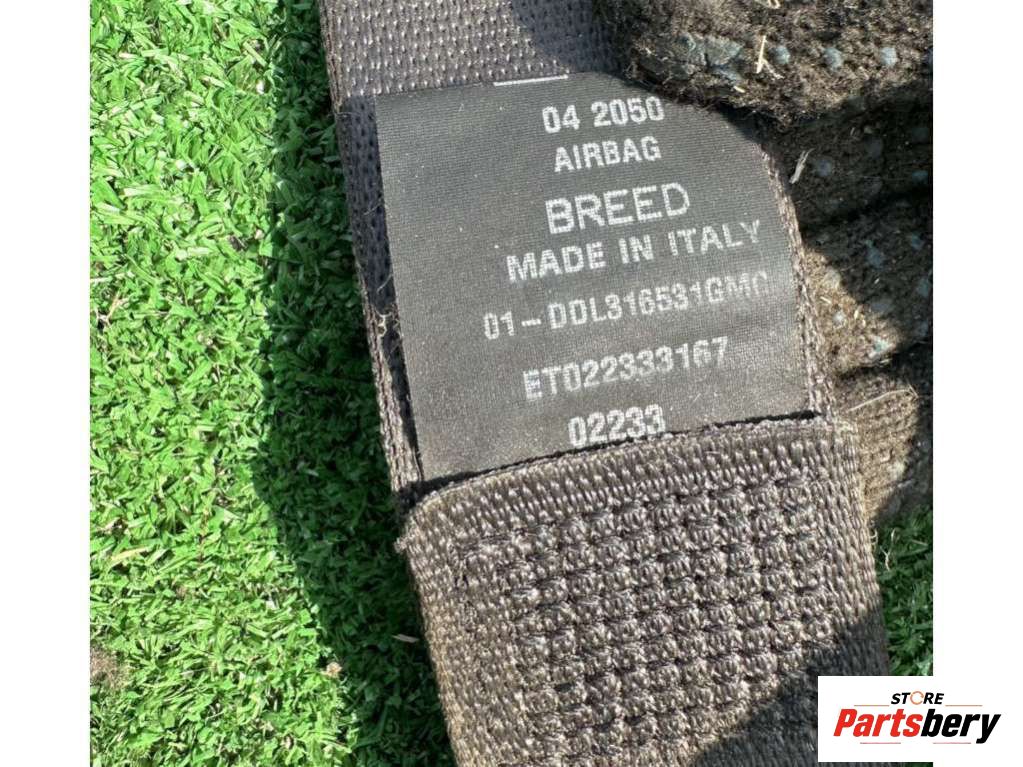 04 2050
AIRBAG
BREED
MADE IN ITALY
01-DDL316531GMC
ET022333167
02233
STORE
Partsbery